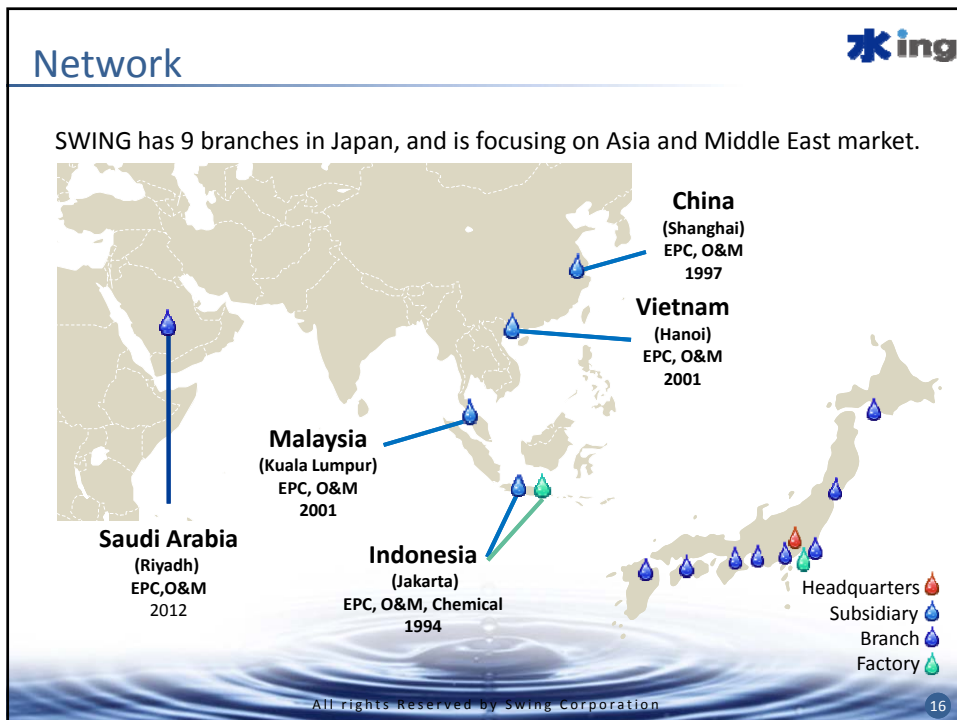 Network
水ing
SWING has 9 branches in Japan, and is focusing on Asia and Middle East market.
China
(Shanghai)
EPC, O&M
1997
Vietnam
(Hanoi)
EPC, O&M
2001
Malaysia
(Kuala Lumpur)
EPC, O&M
2001
Saudi Arabia
(Riyadh)
EPC,O&M
2012
Indonesia
(Jakarta)
EPC, O&M, Chemical
1994
Headquarters
Subsidiary
Branch
Factory
All rights Reserved by Swing Corporation
16